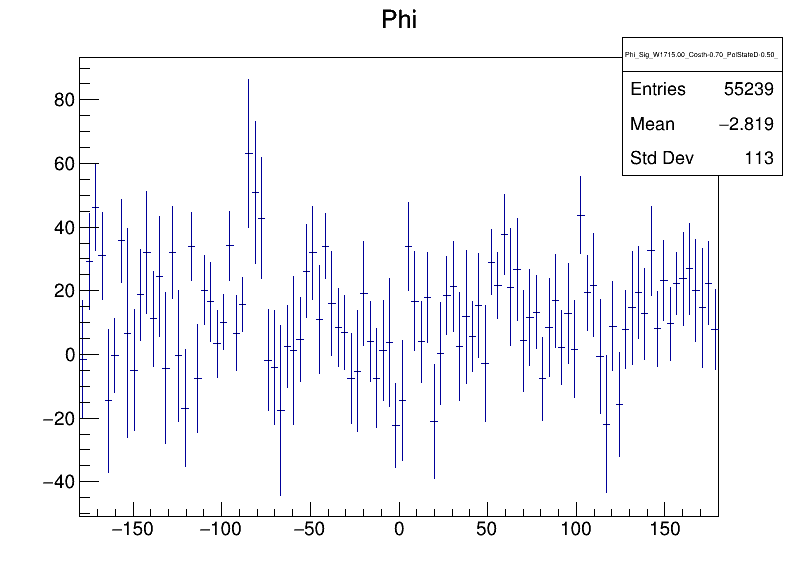 Phi
Phi_Sig_W1715.00_Costh-0.70_PolStateD-0.50_
Entries 55239
Mean −2.819
Std Dev 113
80
60
40
20
0
−20
−40
−150 −100 −50 0 50 100 150